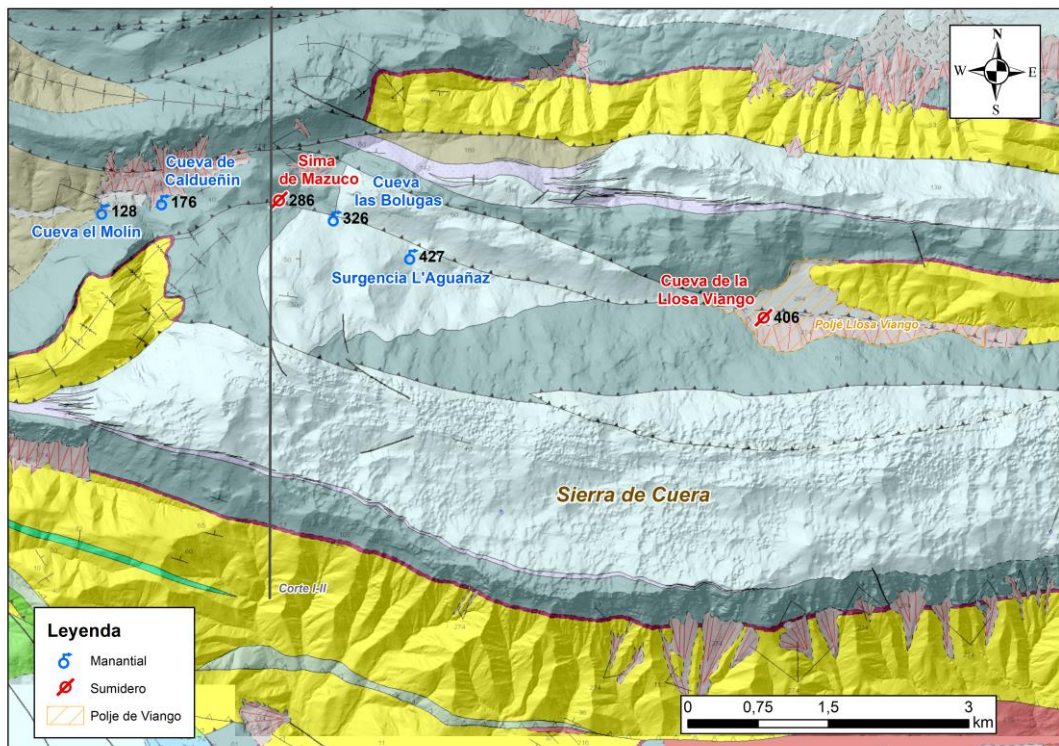 N
W
E
S
Cueva de
Caldueñin
128
176
Cueva el Molin
Sima
de Mazuco
286
Cueva
las Bolugas
326
427
Surgencia L'Aguañaz
Cueva de la
Llosa Viango
406
Polje Llosa Viango
Sierra de Cuera
Corte I-II
Leyenda
Manantial
Sumidero
Polje de Viango
0 0,75 1,5 3
km